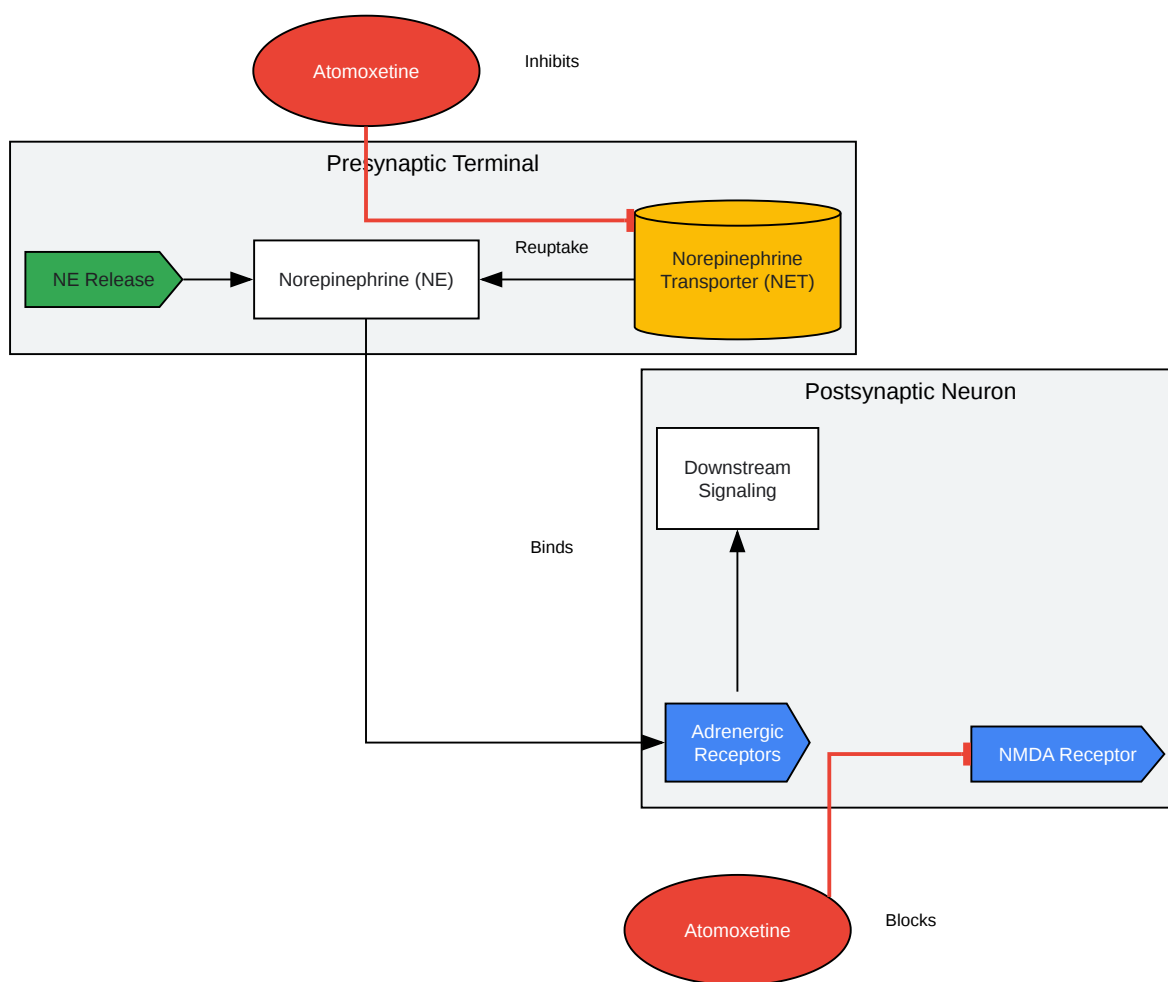 Atomoxetine
Inhibits
Presynaptic Terminal
NE Release
Norepinephrine (NE)
Reuptake
Norepinephrine
Transporter (NET)
Postsynaptic Neuron
Downstream
Signaling
Binds
Adrenergic
Receptors
NMDA Receptor
Atomoxetine
Blocks